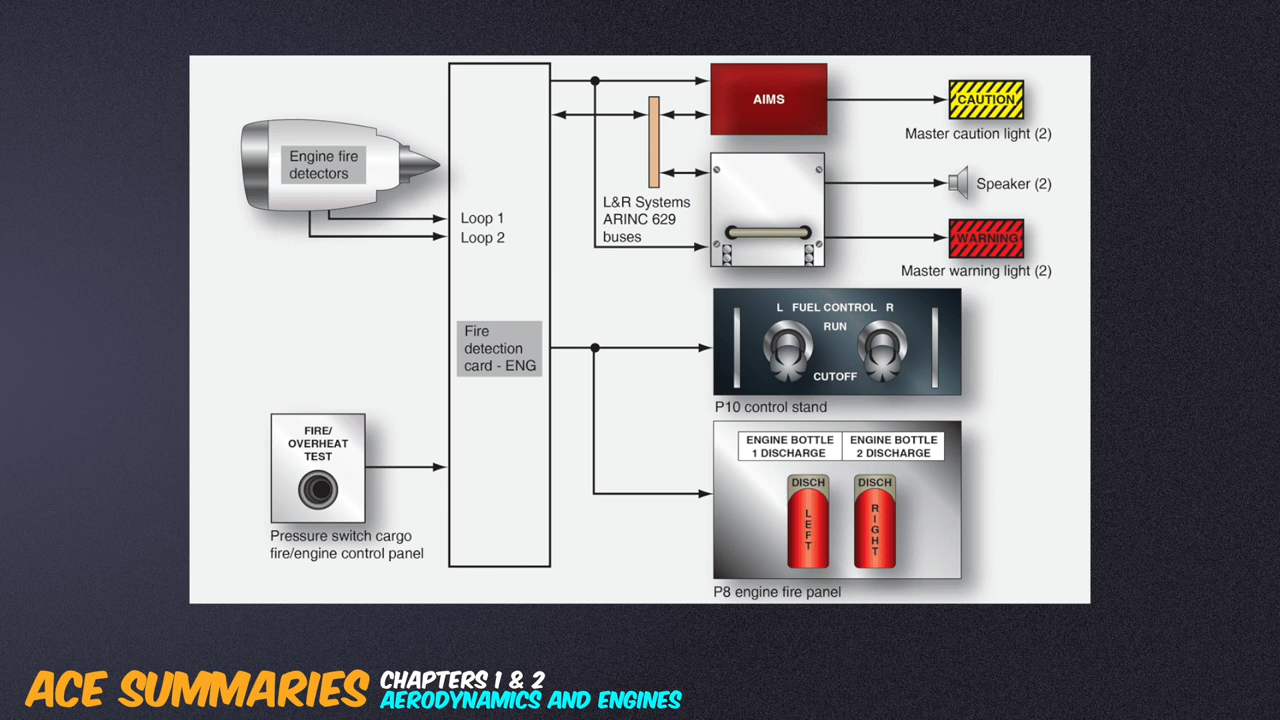 AIMS
CAUTION
Master caution light (2)
Engine fire
detectors
L&R Systems
ARINC 629
buses
Speaker (2)
Loop 1
Loop 2
WARNING
Master warning light (2)
L FUEL CONTROL R
RUN
CUTOFF
P10 control stand
Fire
detection
card - ENG
FIRE/
OVERHEAT
TEST
Pressure switch cargo
fire/engine control panel
ENGINE BOTTLE
1 DISCHARGE
ENGINE BOTTLE
2 DISCHARGE
DISCH
LEFT
DISCH
RIGHT
P8 engine fire panel
ACE SUMMARIES
CHAPTERS 1 & 2
AERODYNAMICS AND ENGINES